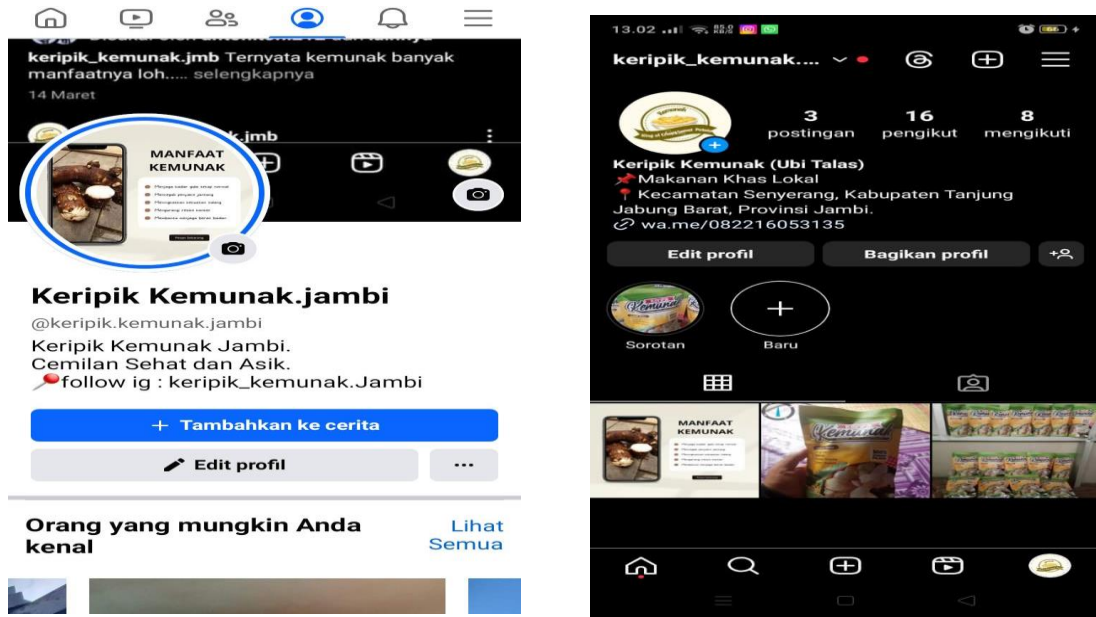 keripik_kemunak.jmb Ternyata kemunak banyak
manfaatnya loh..... selengkapnya
14 Maret
k.jmb
MANFAAT
KEMUNAK
Keripik Kemunak.jambi
@keripik.kemunak.jambi
Keripik Kemunak Jambi.
Cemilan Sehat dan Asik.
📍follow ig : keripik_kemunak.Jambi
+ Tambahkan ke cerita
Edit profil
...
Orang yang mungkin Anda
kenal
Lihat
Semua
13.02
keripik_kemunak....
3
postingan
16
pengikut
8
mengikuti
Keripik Kemunak (Ubi Talas)
📌Makanan Khas Lokal
📍Kecamatan Senyerang, Kabupaten Tanjung
Jabung Barat, Provinsi Jambi.
wa.me/082216053135
Edit profil
Bagikan profil
Sorotan
Baru
MANFAAT
KEMUNAK